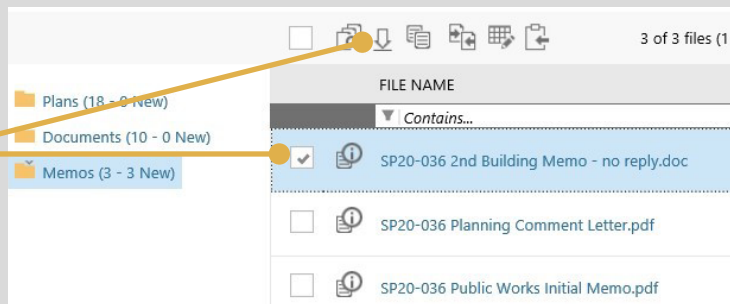 3 of 3 files (1
Plans (18 - 0 New)
Documents (10 - 0 New)
Memos (3 - 3 New)
FILE NAME
Contains...
SP20-036 2nd Building Memo - no reply.doc
SP20-036 Planning Comment Letter.pdf
SP20-036 Public Works Initial Memo.pdf